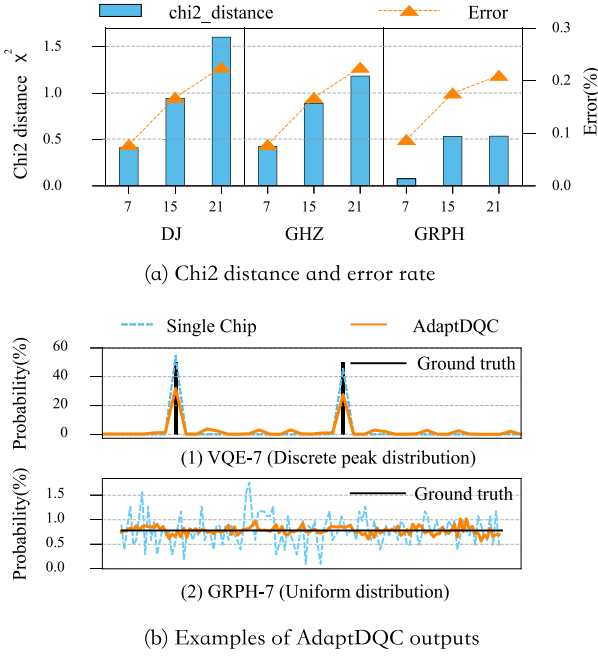 chi2_distance Error
Chi2 distance χ²
1.5
1.0
0.5
0.0
0.3
0.2
0.1
0.0
Error(%)
7 15 21 7 15 21 7 15 21
DJ GHZ GRPH
(a) Chi2 distance and error rate
Single Chip AdaptDQC
Probability(%)
60
40
20
0
Ground truth
(1) VQE-7 (Discrete peak distribution)
Probability(%)
1.5
1.0
0.5
0.0
Ground truth
(2) GRPH-7 (Uniform distribution)
(b) Examples of AdaptDQC outputs